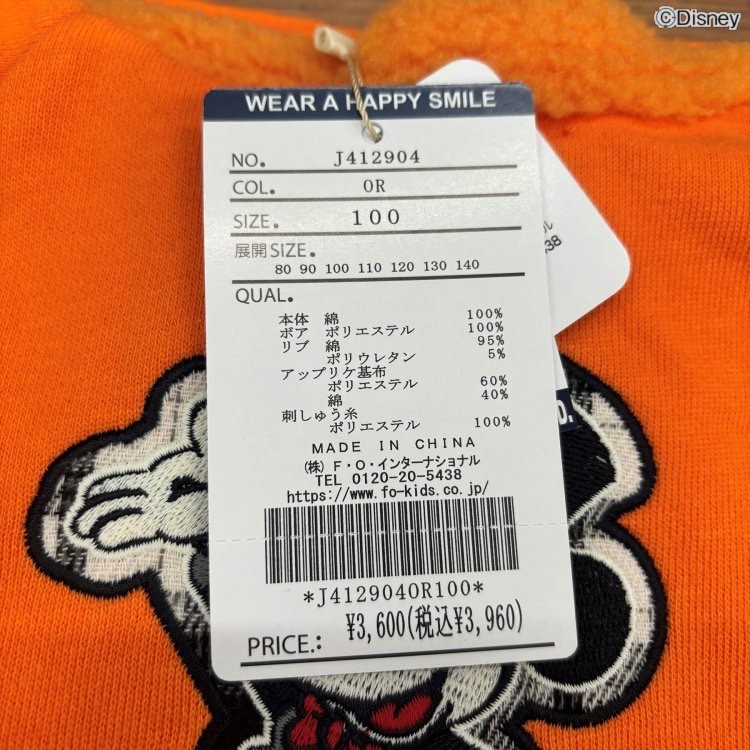 ©Disney
WEAR A HAPPY SMILE
NO. J412904
COL. OR
SIZE. 100
展開SIZE.
80 90 100 110 120 130 140
QUAL.
本体 綿 100%
ボア ポリエステル 100%
リブ 綿 95%
ポリウレタン 5%
アップリケ基布
ポリエステル 60%
綿 40%
刺しゅう糸
ポリエステル 100%
MADE IN CHINA
(株) F・O・インターナショナル
TEL 0120-20-5438
https://www.fo-kids.co.jp/
*J412904OR100*
PRICE.: ¥3,600(税込¥3,960)
ル
38
D.